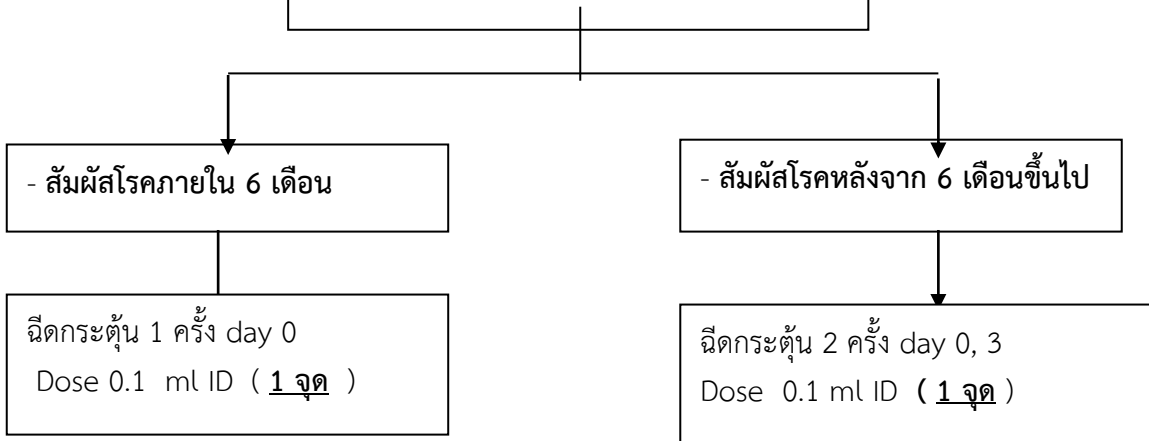 - สัมผัสโรคภายใน 6 เดือน
- สัมผัสโรคหลังจาก 6 เดือนขึ้นไป
ฉีดกระตุ้น 1 ครั้ง day 0
Dose 0.1 ml ID ( 1 จุด )
ฉีดกระตุ้น 2 ครั้ง day 0, 3
Dose 0.1 ml ID ( 1 จุด )